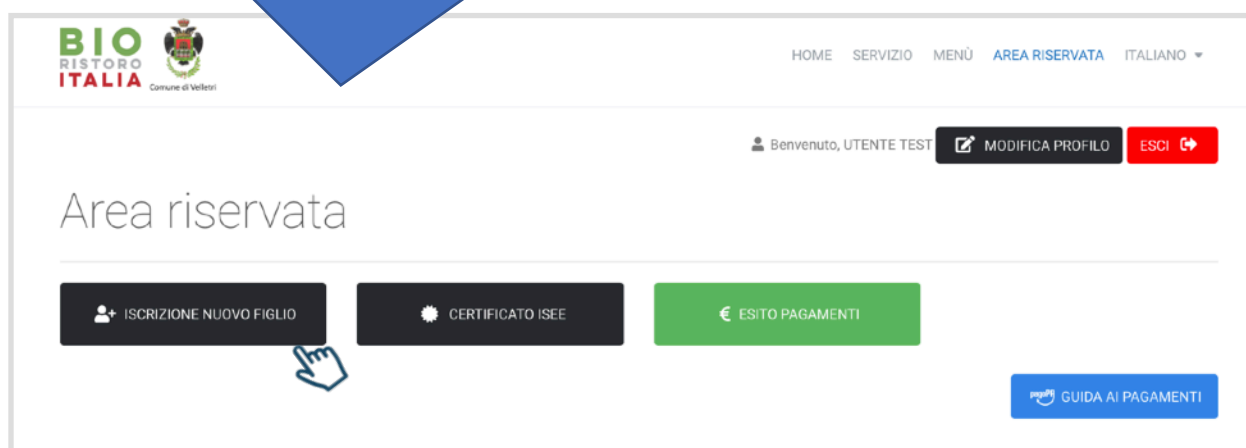 BIO
RISTORO
ITALIA
Comune di Velletri
HOME SERVIZIO MENÙ AREA RISERVATA ITALIANO
Benvenuto, UTENTE TEST MODIFICA PROFILO ESCI
Area riservata
ISCRIZIONE NUOVO FIGLIO CERTIFICATO ISEE € ESITO PAGAMENTI
pagoPA GUIDA AI PAGAMENTI